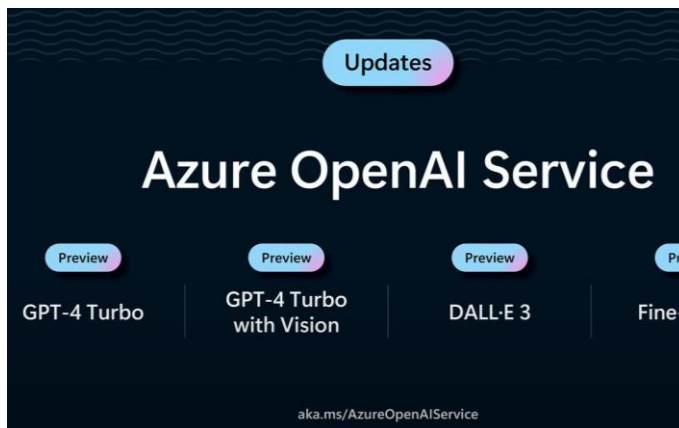 Updates
Azure OpenAI Service
Preview
GPT-4 Turbo
Preview
GPT-4 Turbo
with Vision
Preview
DALL·E 3
Fine-
aka.ms/AzureOpenAIService